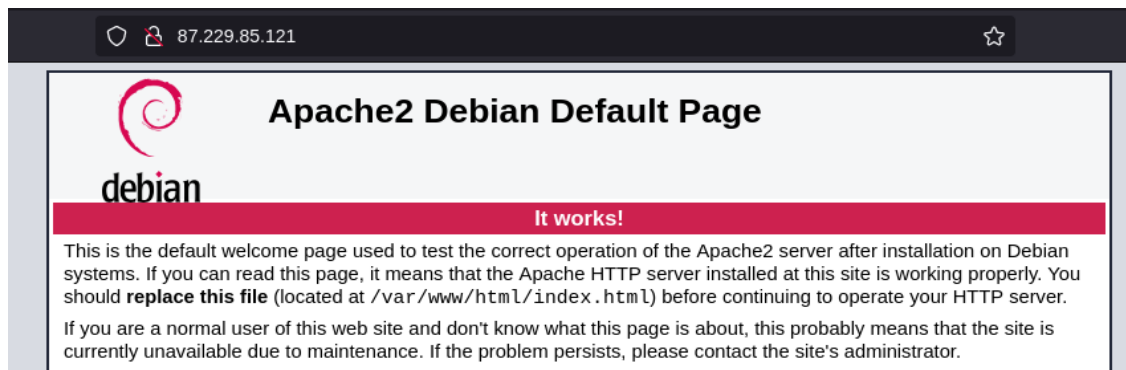 87.229.85.121
Apache2 Debian Default Page
debian
It works!
This is the default welcome page used to test the correct operation of the Apache2 server after installation on Debian
systems. If you can read this page, it means that the Apache HTTP server installed at this site is working properly. You
should replace this file (located at /var/www/html/index.html) before continuing to operate your HTTP server.
If you are a normal user of this web site and don't know what this page is about, this probably means that the site is
currently unavailable due to maintenance. If the problem persists, please contact the site's administrator.